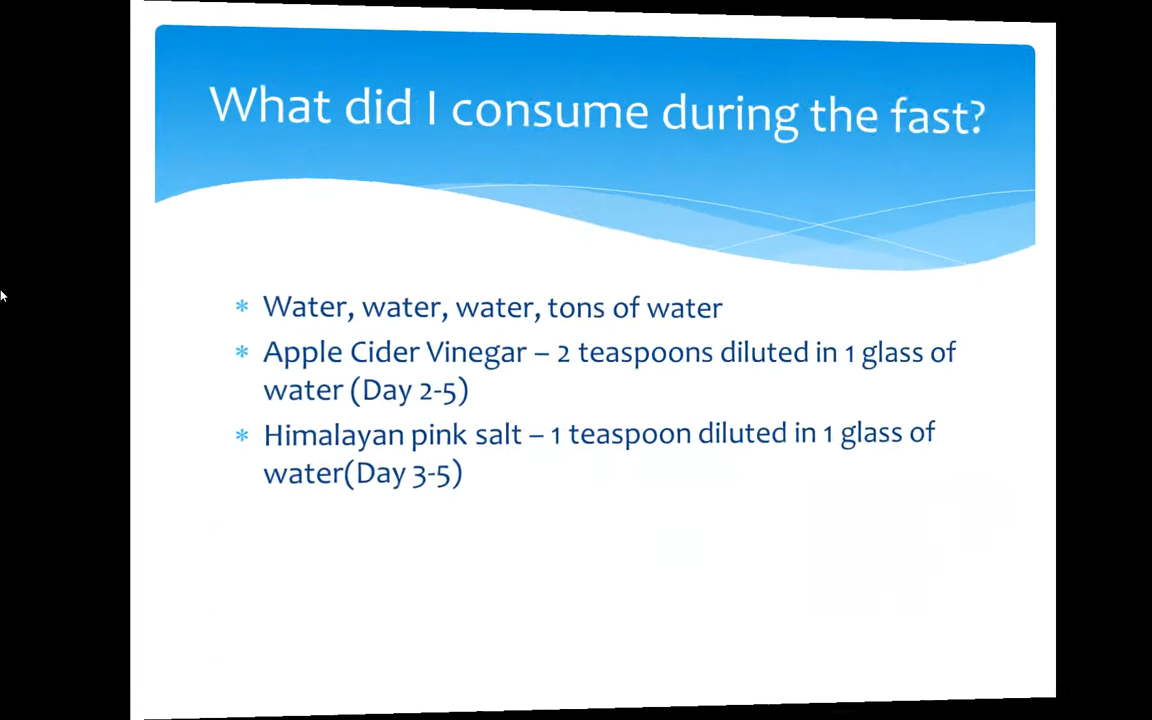 What did I consume during the fast?
* Water, water, water, tons of water
* Apple Cider Vinegar – 2 teaspoons diluted in 1 glass of
water (Day 2-5)
* Himalayan pink salt – 1 teaspoon diluted in 1 glass of
water(Day 3-5)